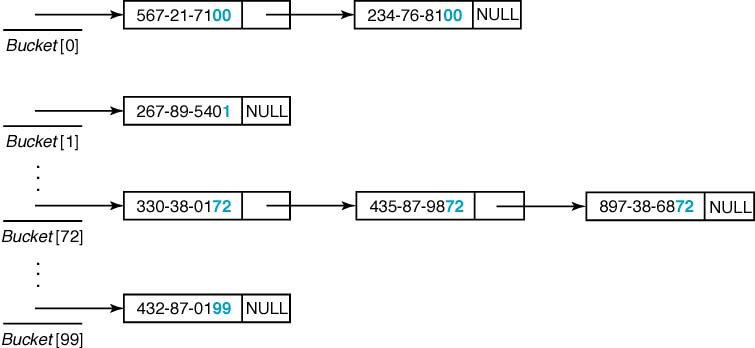 567-21-7100 234-76-8100 NULL
Bucket[0]
267-89-5401 NULL
Bucket[1]
330-38-0172 435-87-9872 897-38-6872 NULL
Bucket[72]
432-87-0199 NULL
Bucket[99]